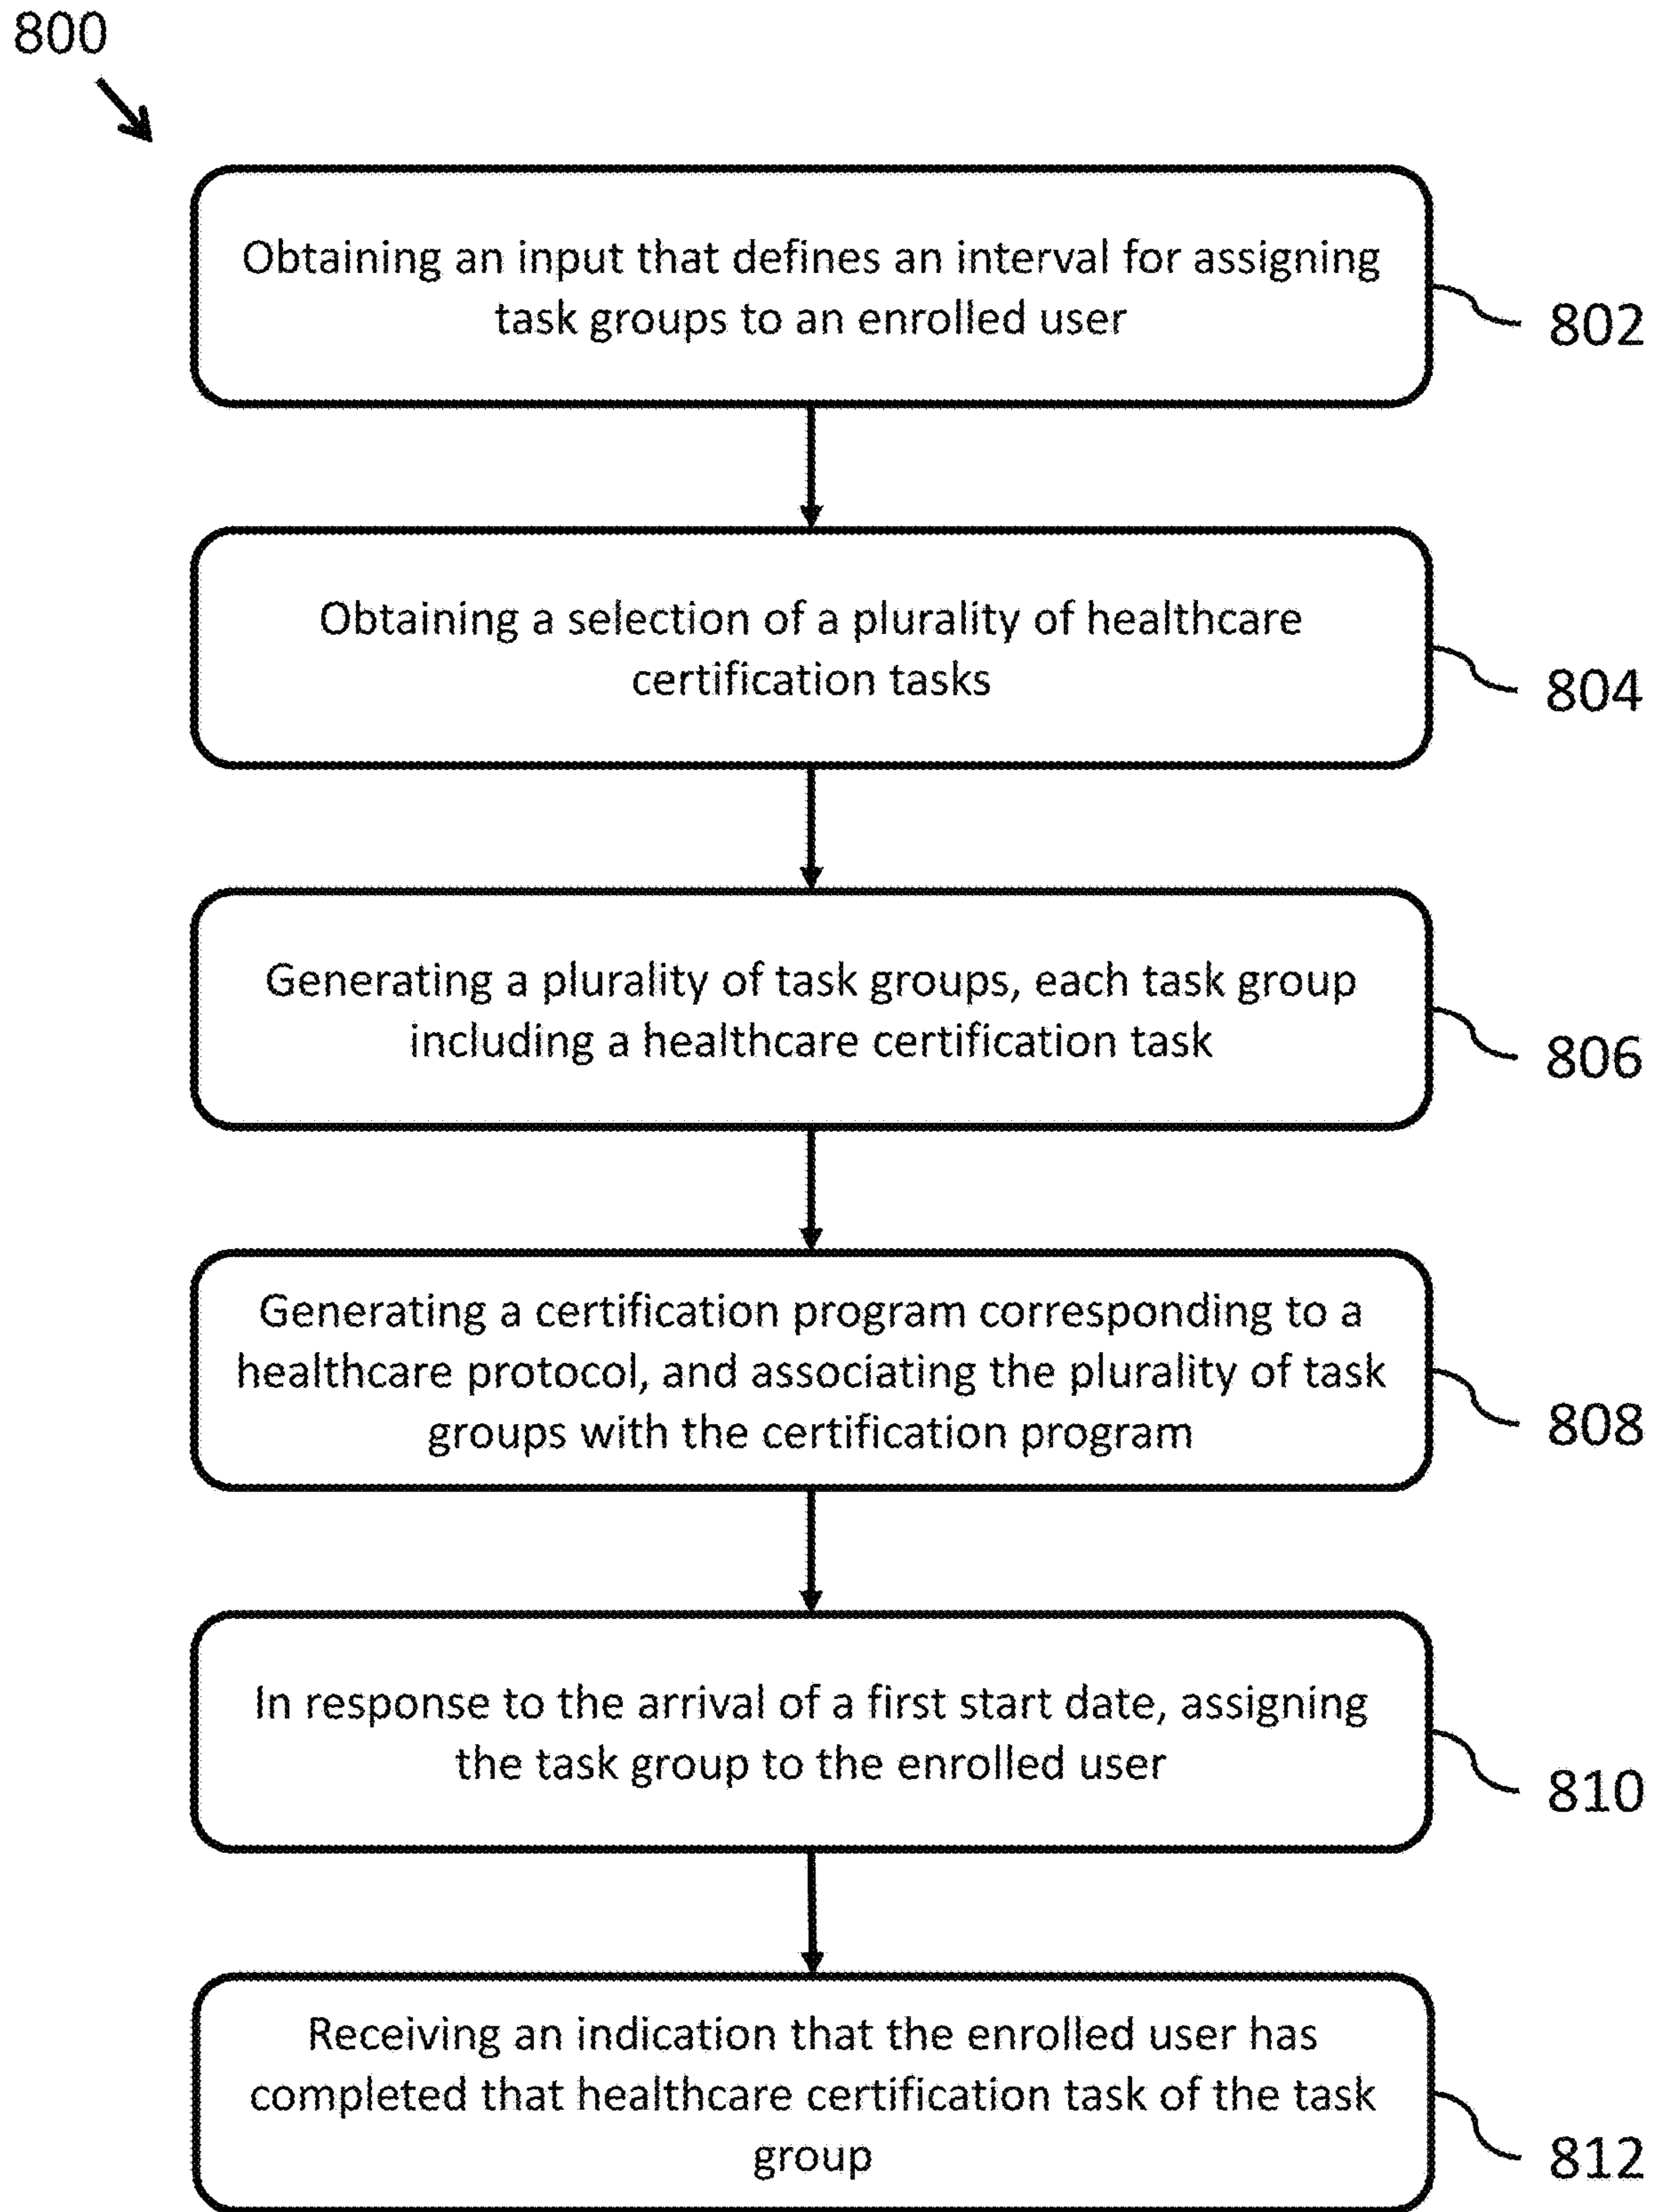 800
Obtaining an input that defines an interval for assigning
task groups to an enrolled user
802
Obtaining a selection of a plurality of healthcare
certification tasks
804
Generating a plurality of task groups, each task group
including a healthcare certification task
806
Generating a certification program corresponding to a
healthcare protocol, and associating the plurality of task
groups with the certification program
808
In response to the arrival of a first start date, assigning
the task group to the enrolled user
810
Receiving an indication that the enrolled user has
completed that healthcare certification task of the task
group
812